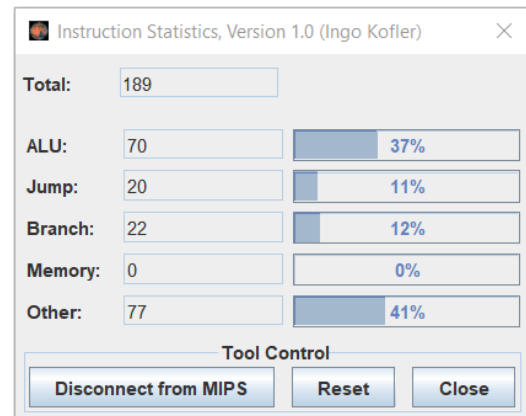 Instruction Statistics, Version 1.0 (Ingo Kofler)
Total: 189
ALU: 70 37%
Jump: 20 11%
Branch: 22 12%
Memory: 0 0%
Other: 77 41%
Tool Control
Disconnect from MIPS Reset Close